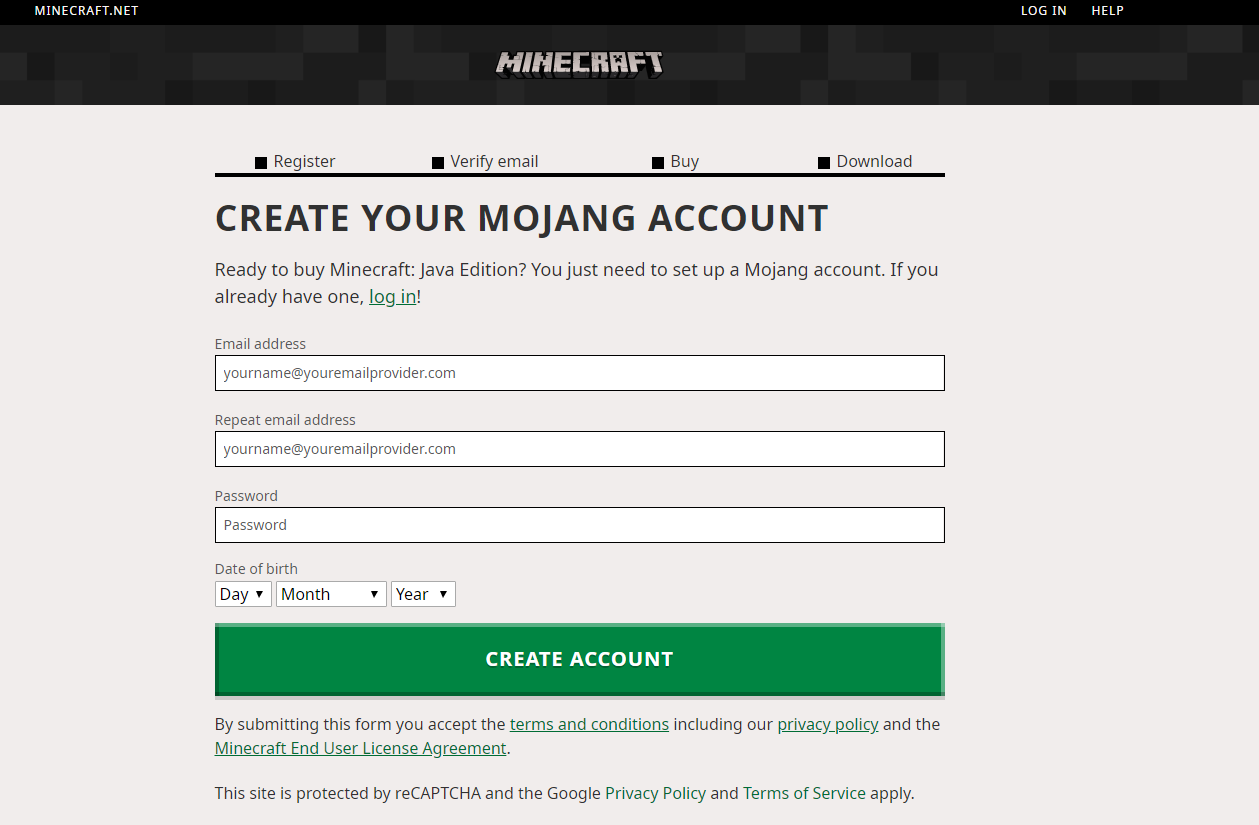 MINECRAFT.NET LOG IN HELP
MINECRAFT
Register Verify email Buy Download
CREATE YOUR MOJANG ACCOUNT
Ready to buy Minecraft: Java Edition? You just need to set up a Mojang account. If you
already have one, log in!
Email address
yourname@youremailprovider.com
Repeat email address
yourname@youremailprovider.com
Password
Password
Date of birth
Day Month Year
CREATE ACCOUNT
By submitting this form you accept the terms and conditions including our privacy policy and the
Minecraft End User License Agreement.
This site is protected by reCAPTCHA and the Google Privacy Policy and Terms of Service apply.